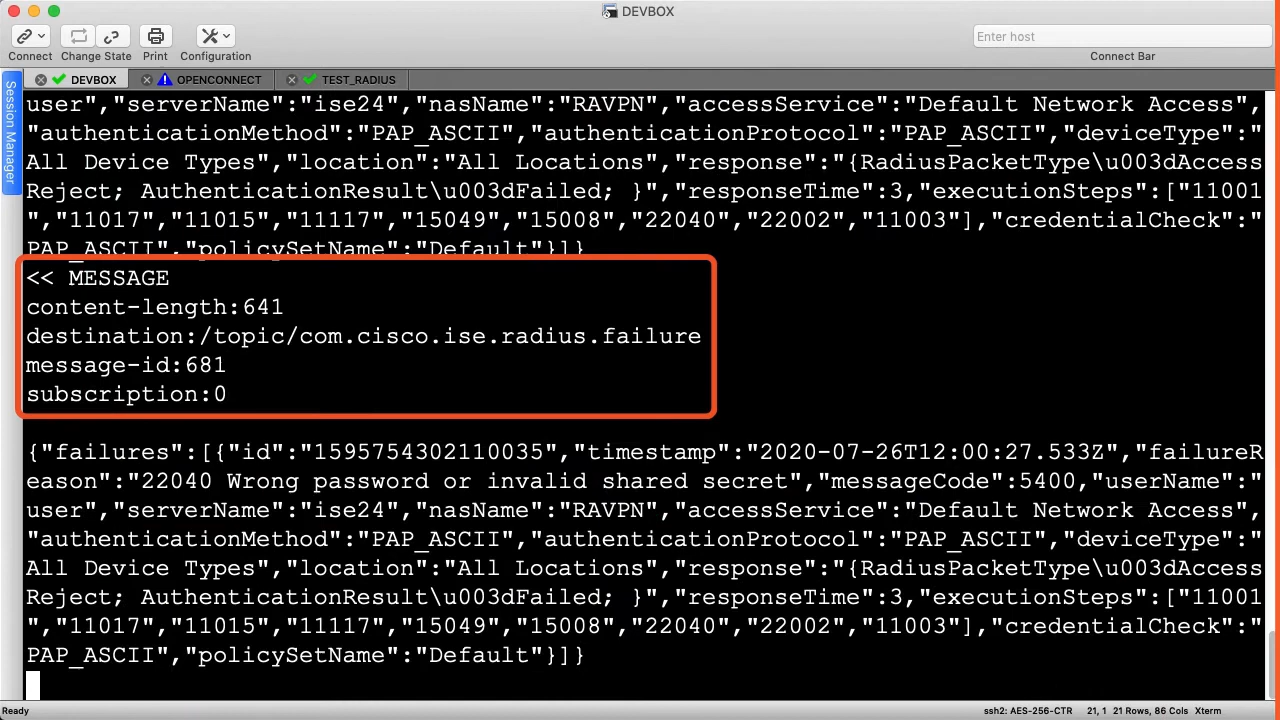 DEVBOX
Enter host
Connect Change State Print Configuration Connect Bar
DEVBOX OPENCONNECT TEST_RADIUS
Session Manager
user","serverName":"ise24","nasName":"RAVPN","accessService":"Default Network Access",
"authenticationMethod":"PAP_ASCII","authenticationProtocol":"PAP_ASCII","deviceType":"
All Device Types","location":"All Locations","response":"{RadiusPacketType\u003dAccess
Reject; AuthenticationResult\u003dFailed; }","responseTime":3,"executionSteps":["11001
","11017","11015","11117","15049","15008","22040","22002","11003"],"credentialCheck":"
PAP_ASCII","policySetName":"Default"}]}
<< MESSAGE
content-length:641
destination:/topic/com.cisco.ise.radius.failure
message-id:681
subscription:0
{"failures":[{"id":"1595754302110035","timestamp":"2020-07-26T12:00:27.533Z","failureR
eason":"22040 Wrong password or invalid shared secret","messageCode":5400,"userName":"
user","serverName":"ise24","nasName":"RAVPN","accessService":"Default Network Access",
"authenticationMethod":"PAP_ASCII","authenticationProtocol":"PAP_ASCII","deviceType":"
All Device Types","location":"All Locations","response":"{RadiusPacketType\u003dAccess
Reject; AuthenticationResult\u003dFailed; }","responseTime":3,"executionSteps":["11001
","11017","11015","11117","15049","15008","22040","22002","11003"],"credentialCheck":"
PAP_ASCII","policySetName":"Default"}]}
Ready ssh2: AES-256-CTR 21, 1 21 Rows, 86 Cols Xterm